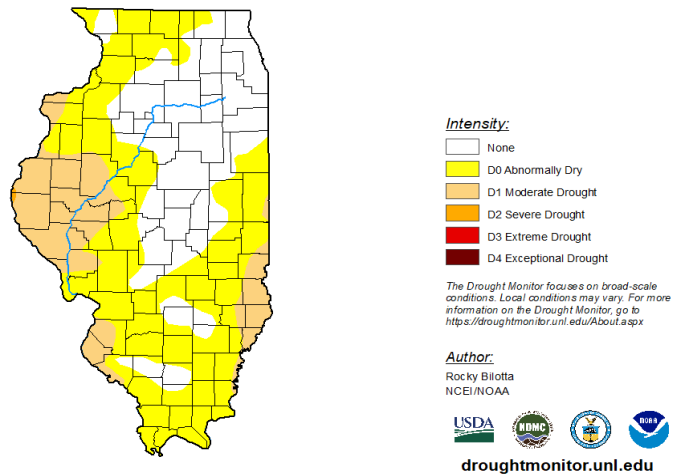 Intensity:
None
D0 Abnormally Dry
D1 Moderate Drought
D2 Severe Drought
D3 Extreme Drought
D4 Exceptional Drought
The Drought Monitor focuses on broad-scale
conditions. Local conditions may vary. For more
information on the Drought Monitor, go to
https://droughtmonitor.unl.edu/About.aspx
Author:
Rocky Bilotta
NCEI/NOAA
USDA
NDMC
NOAA
droughtmonitor.unl.edu